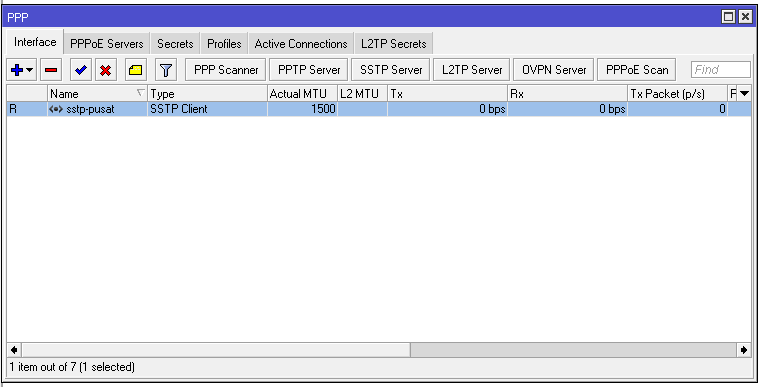 PPP
Interface PPPoE Servers Secrets Profiles Active Connections L2TP Secrets
PPP Scanner PPTP Server SSTP Server L2TP Server OVPN Server PPPoE Scan Find
Name Type Actual MTU L2 MTU Tx Rx Tx Packet (p/s) F
R sstp-pusat SSTP Client 1500 0 bps 0 bps 0
1 item out of 7 (1 selected)